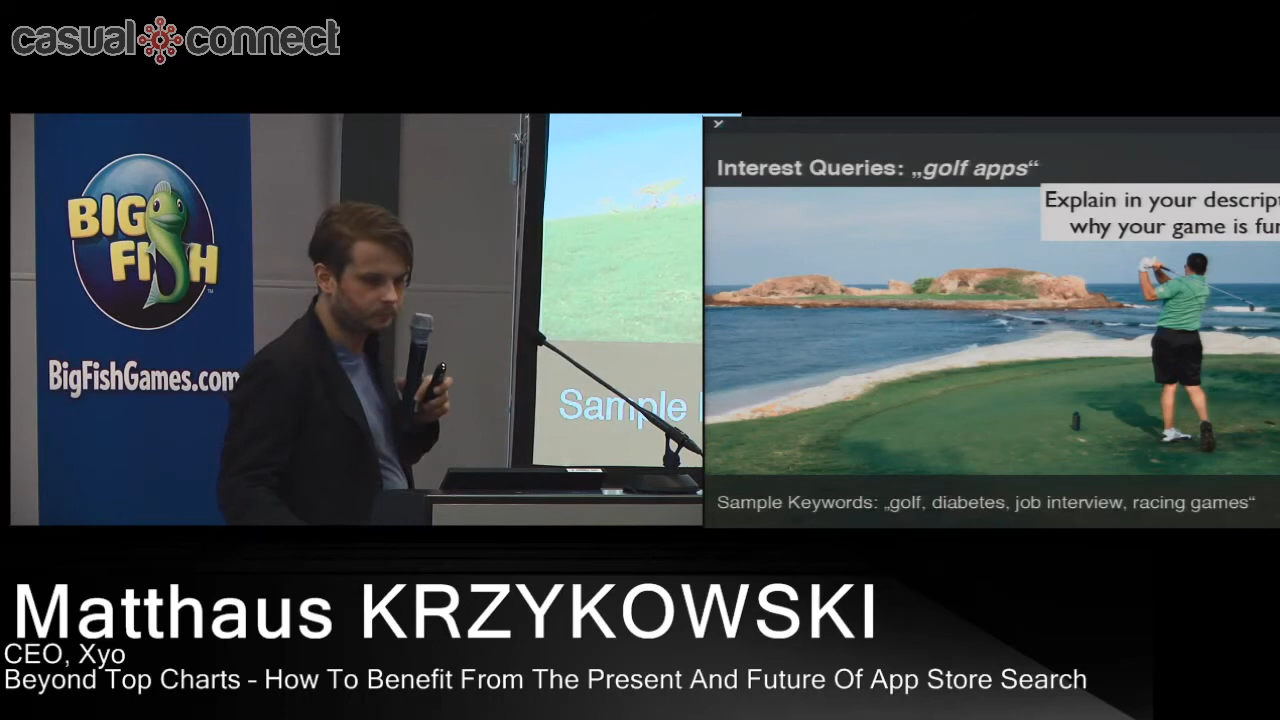 casual connect
BIG
FISH
BigFishGames.com
Sample
Interest Queries: „golf apps“
Explain in your descript
why your game is fun
Sample Keywords: „golf, diabetes, job interview, racing games“
Matthaus KRZYKOWSKI
CEO, Xyo
Beyond Top Charts - How To Benefit From The Present And Future Of App Store Search